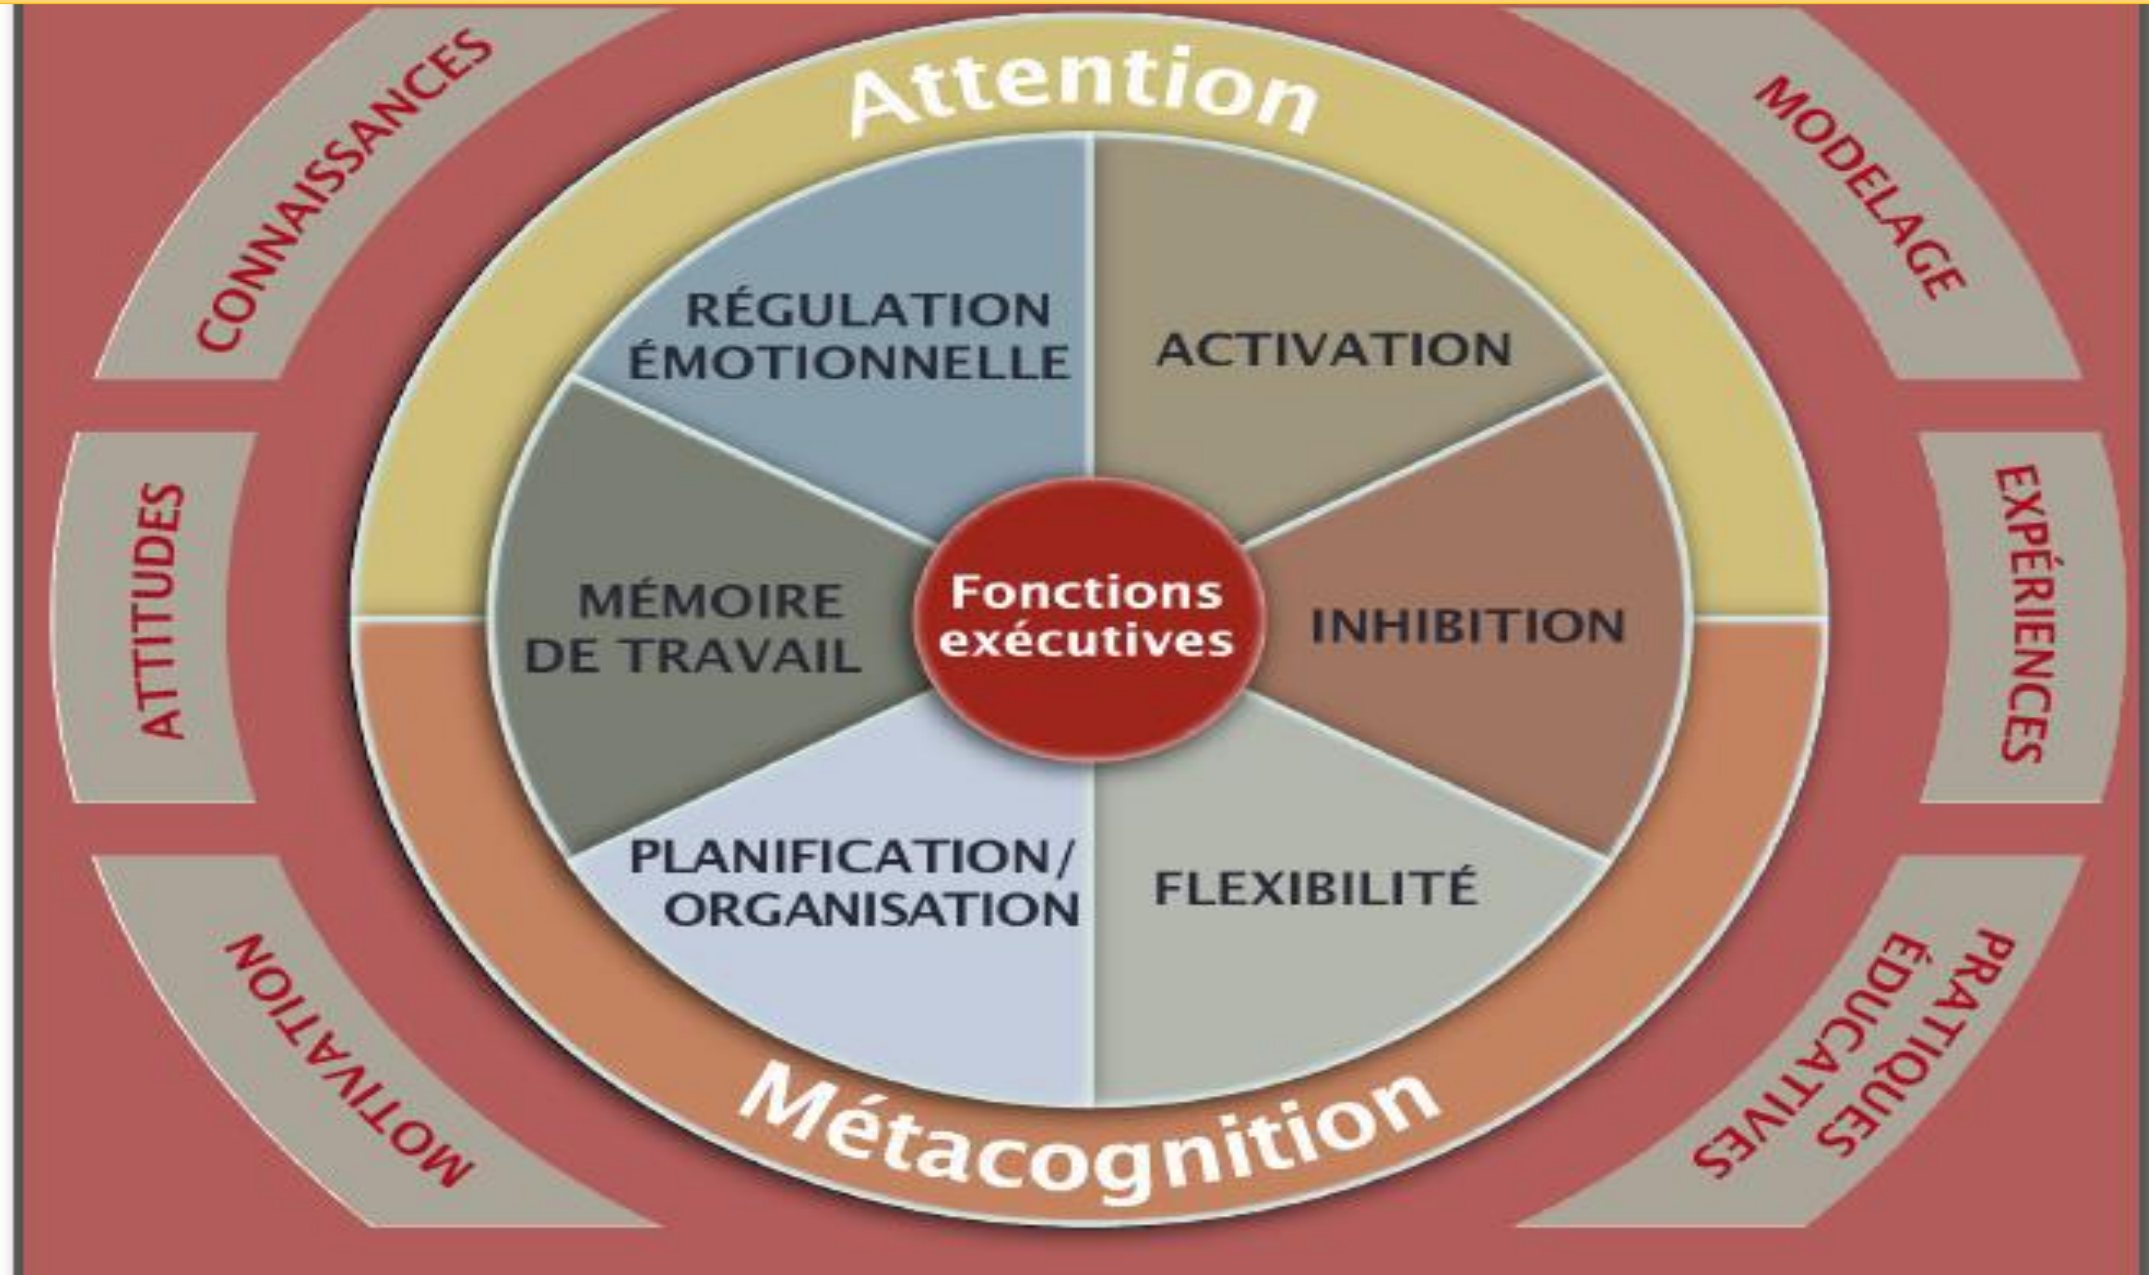 CONNAISSANCES
Attention
MODELAGE
RÉGULATION
ÉMOTIONNELLE
ACTIVATION
ATTITUDES
MÉMOIRE
DE TRAVAIL
Fonctions
exécutives
INHIBITION
EXPÉRIENCES
PLANIFICATION/
ORGANISATION
FLEXIBILITÉ
MOTIVATION
Métacognition
PRATIQUES
ÉDUCATIVES